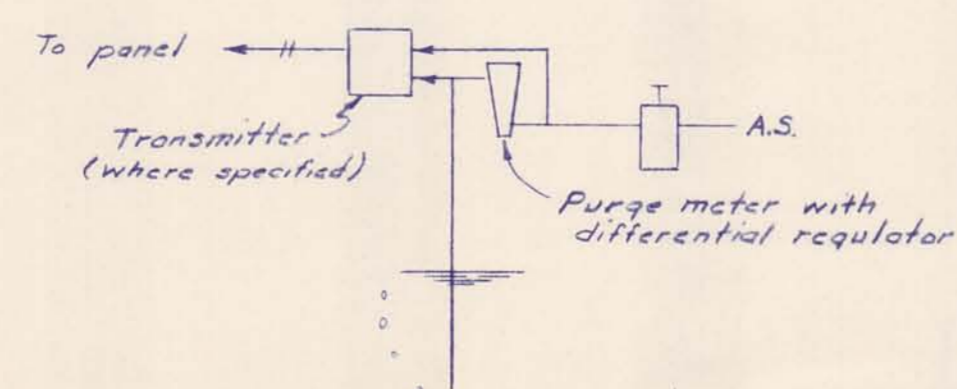 To panel
Transmitter
(where specified)
A.S.
Purge meter with
differential regulator